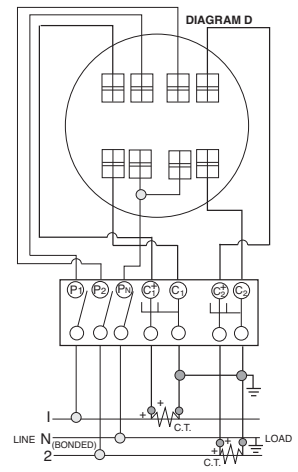 DIAGRAM D
P1 P2 PN C1+ C1 C2+ C2
1
+ + C.T.
LINE N (BONDED) LOAD
2
+ + C.T.